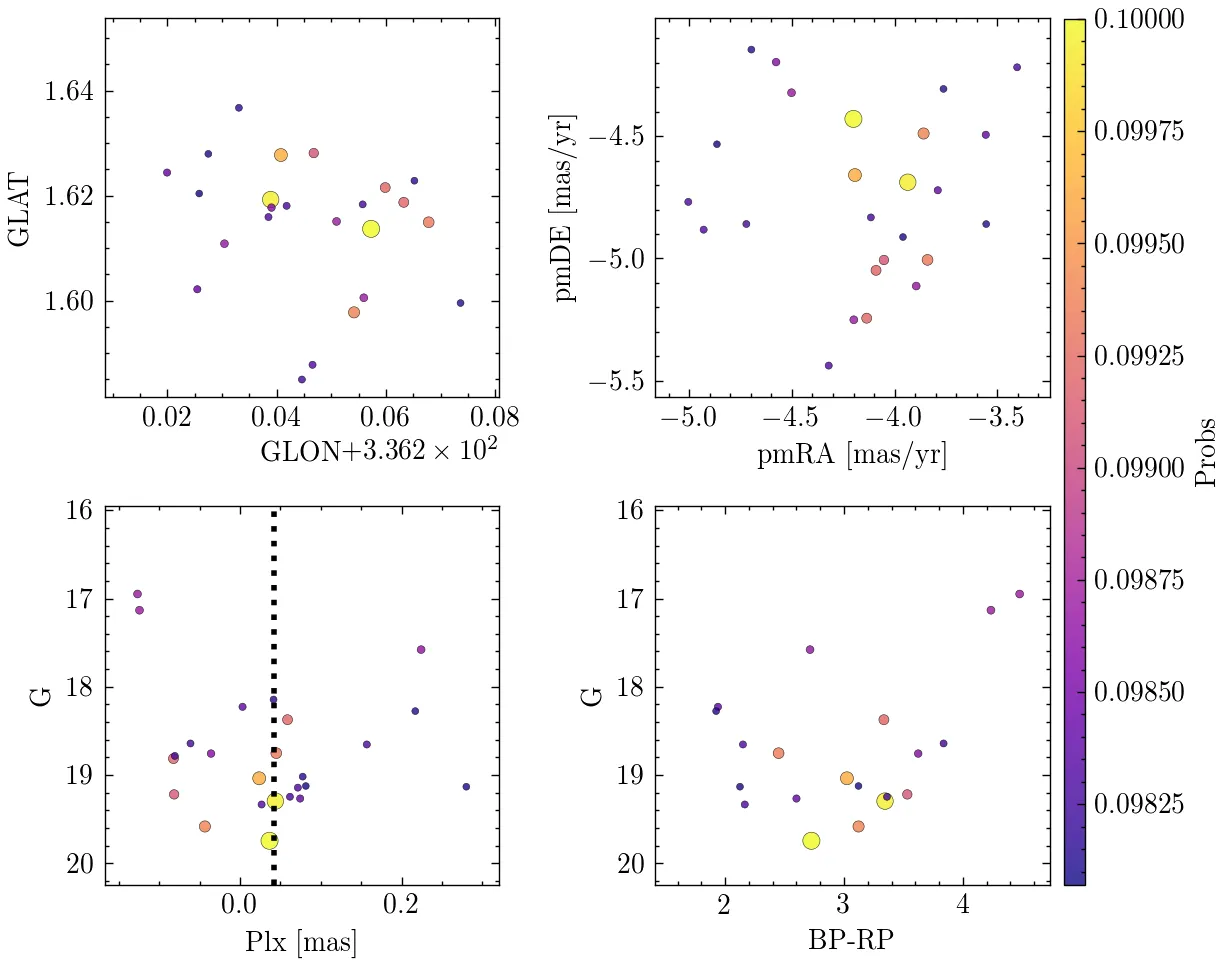 1.64
1.62
1.60
GLAT
0.02 0.04 0.06 0.08
GLON+3.362 × 10²
−4.5
−5.0
−5.5
pmDE [mas/yr]
−5.0 −4.5 −4.0 −3.5
pmRA [mas/yr]
16
17
18
19
20
G
0.0 0.2
Plx [mas]
16
17
18
19
20
G
2 3 4
BP-RP
0.10000
0.09975
0.09950
0.09925
0.09900
0.09875
0.09850
0.09825
Probs